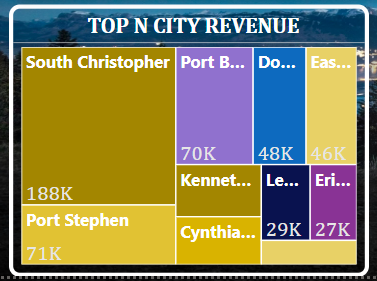 TOP N CITY REVENUE
South Christopher
188K
Port B...
70K
Do...
48K
Eas...
46K
Port Stephen
71K
Kennet...
Cynthia...
Le...
29K
Eri...
27K